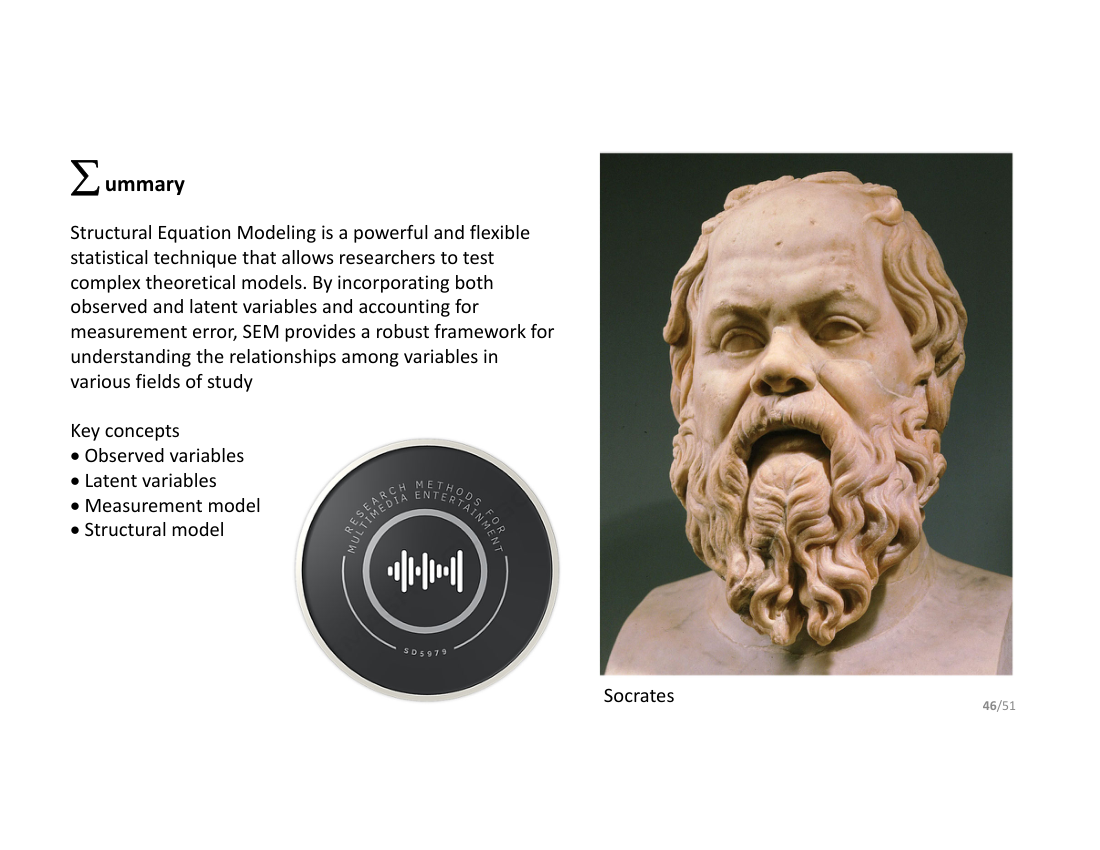 Σummary
Structural Equation Modeling is a powerful and flexible
statistical technique that allows researchers to test
complex theoretical models. By incorporating both
observed and latent variables and accounting for
measurement error, SEM provides a robust framework for
understanding the relationships among variables in
various fields of study
Key concepts
• Observed variables
• Latent variables
• Measurement model
• Structural model
RESEARCH METHODS FOR
MULTIMEDIA ENTERTAINMENT
SD5979
Socrates
46/51